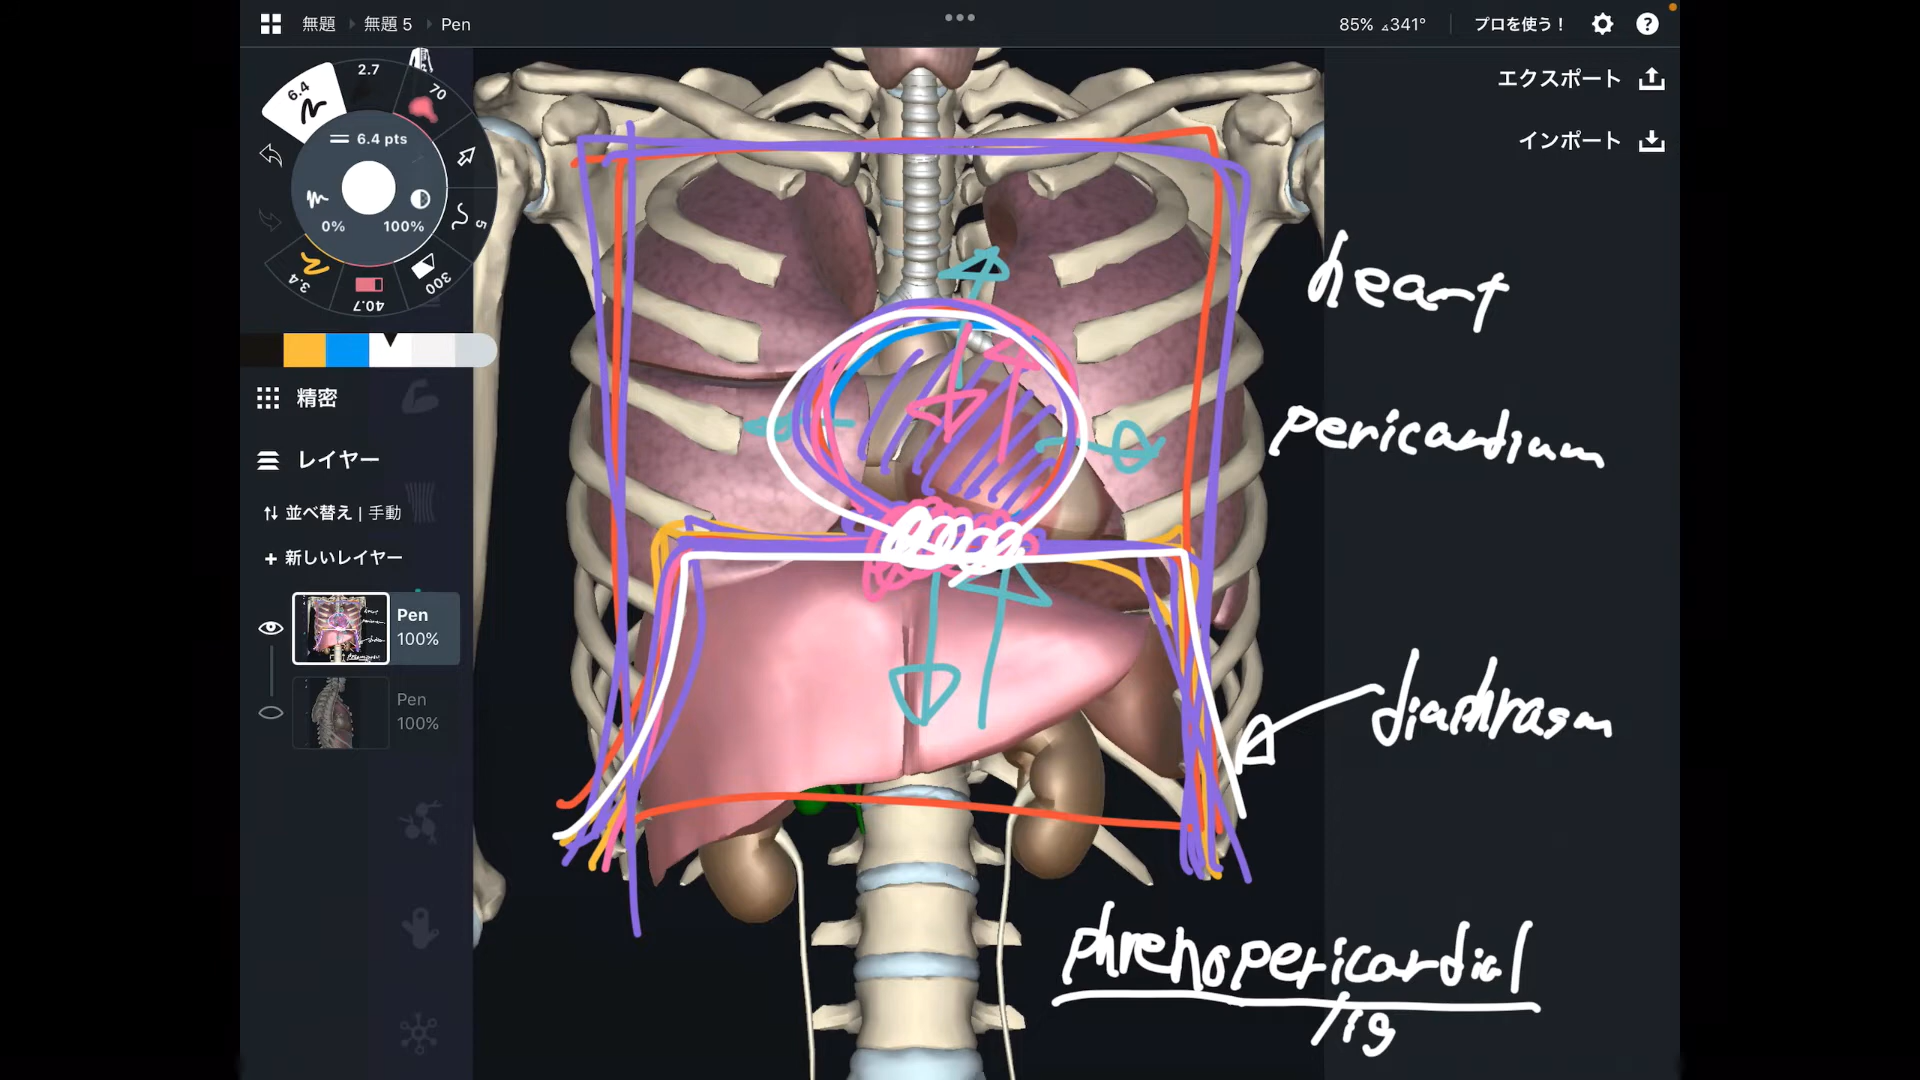 無題 無題 5 Pen
85% ⊿341° プロを使う!
エクスポート
インポート
2.7
6.4
70
6.4 pts
0% 100%
5
3.4
40.7
300
精密
レイヤー
並べ替え | 手動
+ 新しいレイヤー
Pen
100%
Pen
100%
heart
pericardium
diaphragm
phrenopericardial
lig